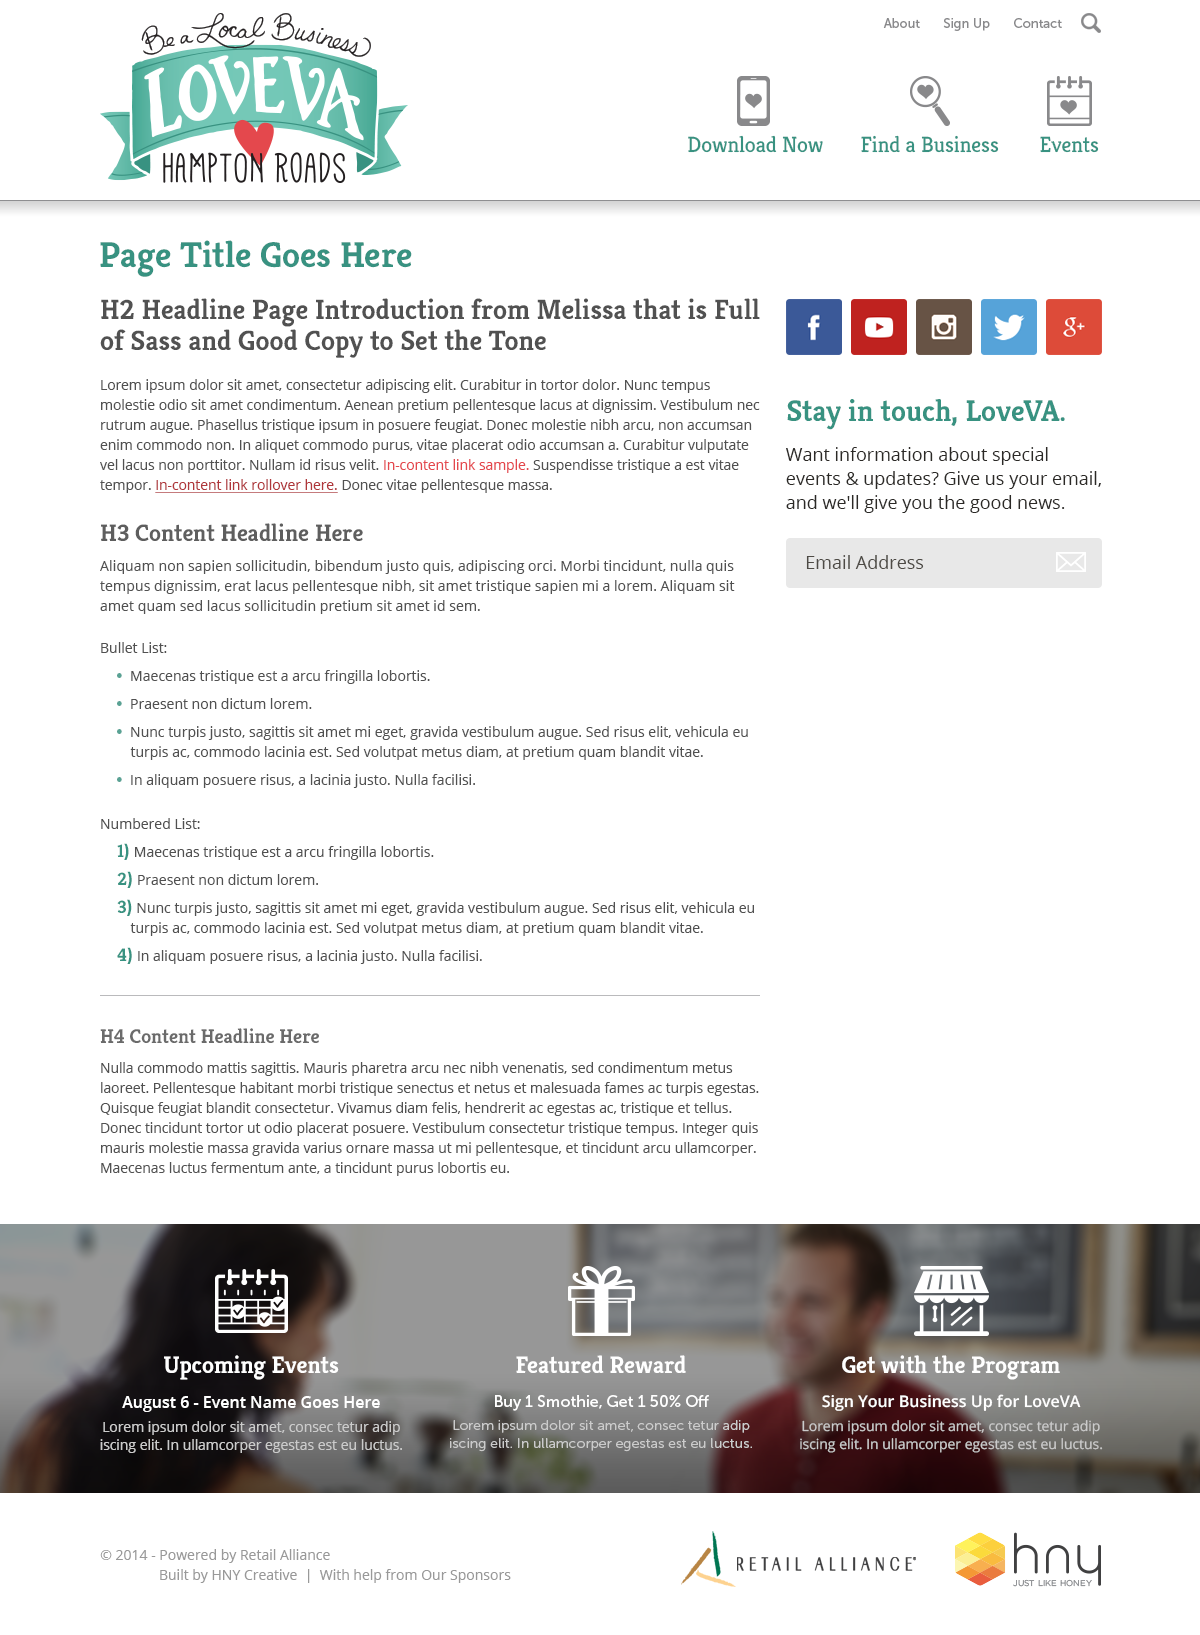 Be a Local Business
LOVEVA
HAMPTON ROADS
About
Sign Up
Contact
Download Now
Find a Business
Events
Page Title Goes Here
H2 Headline Page Introduction from Melissa that is Full
of Sass and Good Copy to Set the Tone
Lorem ipsum dolor sit amet, consectetur adipiscing elit. Curabitur in tortor dolor. Nunc tempus
molestie odio sit amet condimentum. Aenean pretium pellentesque lacus at dignissim. Vestibulum nec
rutrum augue. Phasellus tristique ipsum in posuere feugiat. Donec molestie nibh arcu, non accumsan
enim commodo non. In aliquet commodo purus, vitae placerat odio accumsan a. Curabitur vulputate
vel lacus non porttitor. Nullam id risus velit. In-content link sample. Suspendisse tristique a est vitae
tempor. In-content link rollover here. Donec vitae pellentesque massa.
H3 Content Headline Here
Aliquam non sapien sollicitudin, bibendum justo quis, adipiscing orci. Morbi tincidunt, nulla quis
tempus dignissim, erat lacus pellentesque nibh, sit amet tristique sapien mi a lorem. Aliquam sit
amet quam sed lacus sollicitudin pretium sit amet id sem.
Bullet List:
• Maecenas tristique est a arcu fringilla lobortis.
• Praesent non dictum lorem.
• Nunc turpis justo, sagittis sit amet mi eget, gravida vestibulum augue. Sed risus elit, vehicula eu
turpis ac, commodo lacinia est. Sed volutpat metus diam, at pretium quam blandit vitae.
• In aliquam posuere risus, a lacinia justo. Nulla facilisi.
Numbered List:
1) Maecenas tristique est a arcu fringilla lobortis.
2) Praesent non dictum lorem.
3) Nunc turpis justo, sagittis sit amet mi eget, gravida vestibulum augue. Sed risus elit, vehicula eu
turpis ac, commodo lacinia est. Sed volutpat metus diam, at pretium quam blandit vitae.
4) In aliquam posuere risus, a lacinia justo. Nulla facilisi.
H4 Content Headline Here
Nulla commodo mattis sagittis. Mauris pharetra arcu nec nibh venenatis, sed condimentum metus
laoreet. Pellentesque habitant morbi tristique senectus et netus et malesuada fames ac turpis egestas.
Quisque feugiat blandit consectetur. Vivamus diam felis, hendrerit ac egestas ac, tristique et tellus.
Donec tincidunt tortor ut odio placerat posuere. Vestibulum consectetur tristique tempus. Integer quis
mauris molestie massa gravida varius ornare massa ut mi pellentesque, et tincidunt arcu ullamcorper.
Maecenas luctus fermentum ante, a tincidunt purus lobortis eu.
f
g+
Stay in touch, LoveVA.
Want information about special
events & updates? Give us your email,
and we'll give you the good news.
Email Address
Upcoming Events
August 6 - Event Name Goes Here
Lorem ipsum dolor sit amet, consec tetur adip
iscing elit. In ullamcorper egestas est eu luctus.
Featured Reward
Buy 1 Smothie, Get 1 50% Off
Lorem ipsum dolor sit amet, consec tetur adip
iscing elit. In ullamcorper egestas est eu luctus.
Get with the Program
Sign Your Business Up for LoveVA
Lorem ipsum dolor sit amet, consec tetur adip
iscing elit. In ullamcorper egestas est eu luctus.
© 2014 - Powered by Retail Alliance
Built by HNY Creative | With help from Our Sponsors
RETAIL ALLIANCE
hny
JUST LIKE HONEY